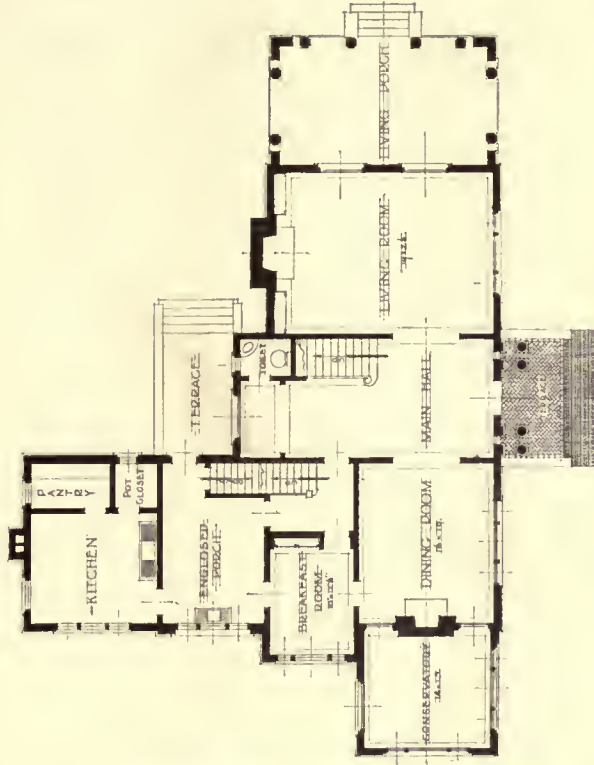 LIVING PORCH
LIVING ROOM
TOILET
TERRACE
MAIN HALL
PORCH
PANTRY
POT
CLOSET
KITCHEN
ENCLOSED
PORCH
BREAKFAST
ROOM
DINING ROOM
CONSERVATORY